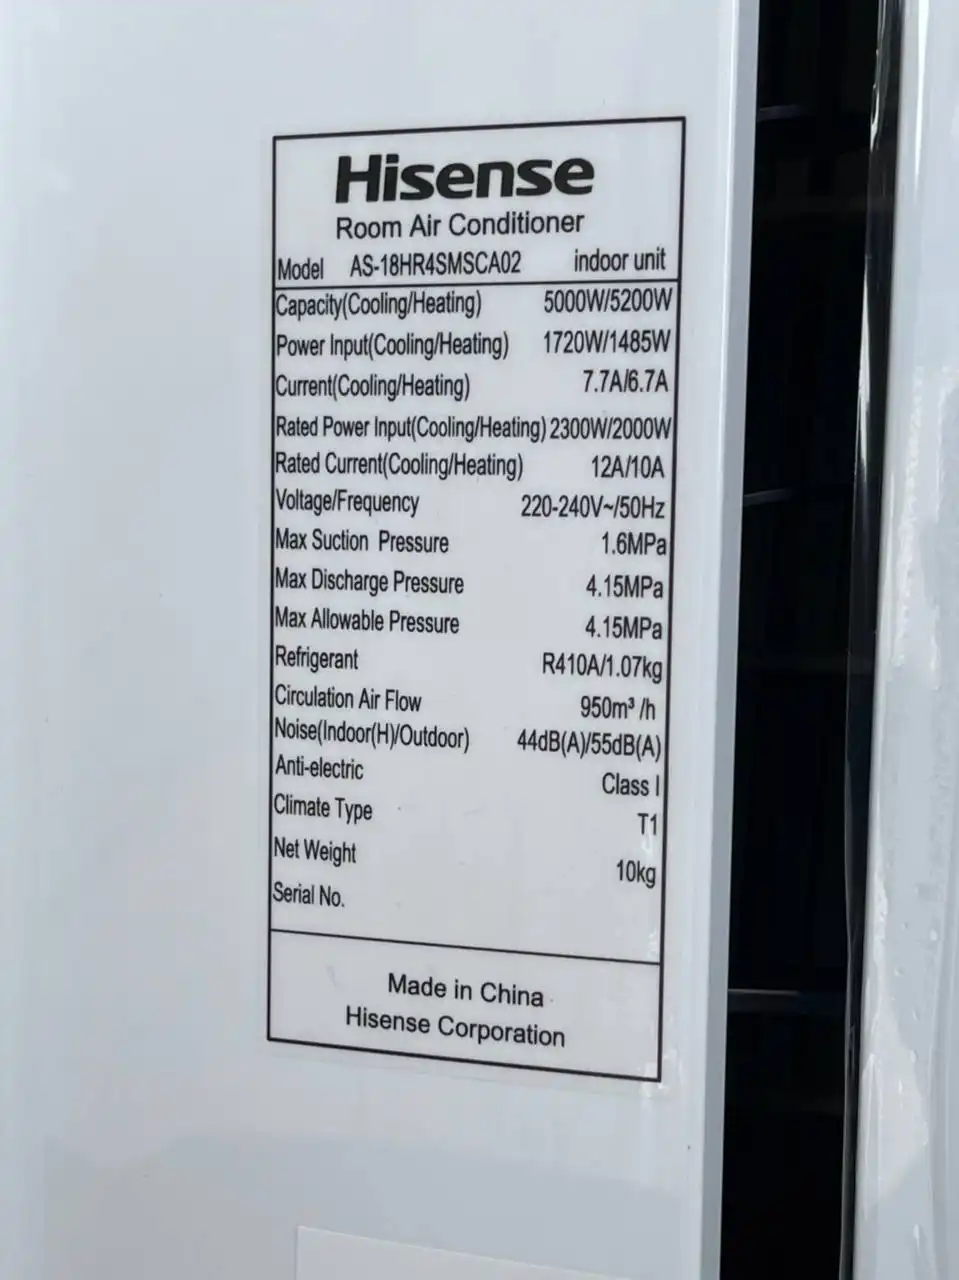 Hisense
Room Air Conditioner
Model AS-18HR4SMSCA02 indoor unit
Capacity(Cooling/Heating) 5000W/5200W
Power Input(Cooling/Heating) 1720W/1485W
Current(Cooling/Heating) 7.7A/6.7A
Rated Power Input(Cooling/Heating) 2300W/2000W
Rated Current(Cooling/Heating) 12A/10A
Voltage/Frequency 220-240V~/50Hz
Max Suction Pressure 1.6MPa
Max Discharge Pressure 4.15MPa
Max Allowable Pressure 4.15MPa
Refrigerant R410A/1.07kg
Circulation Air Flow 950m³/h
Noise(Indoor(H)/Outdoor) 44dB(A)/55dB(A)
Anti-electric Class I
Climate Type T1
Net Weight 10kg
Serial No.
Made in China
Hisense Corporation